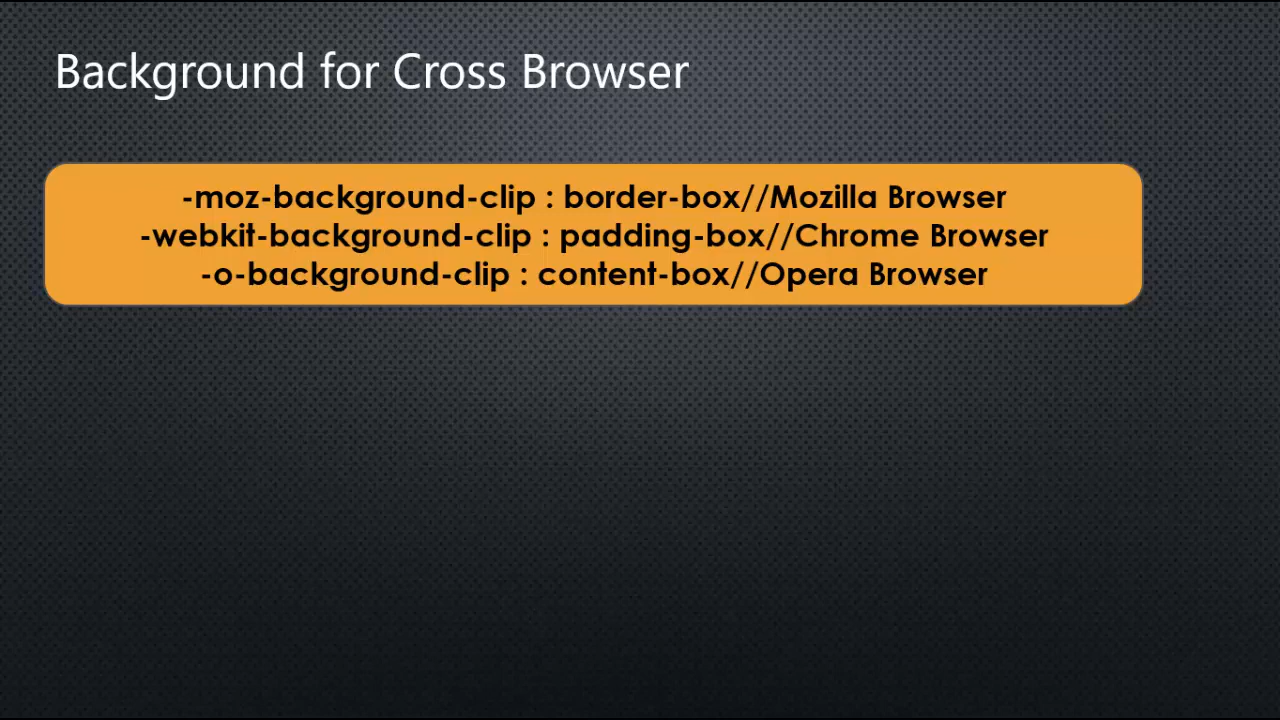 Background for Cross Browser
-moz-background-clip : border-box//Mozilla Browser
-webkit-background-clip : padding-box//Chrome Browser
-o-background-clip : content-box//Opera Browser